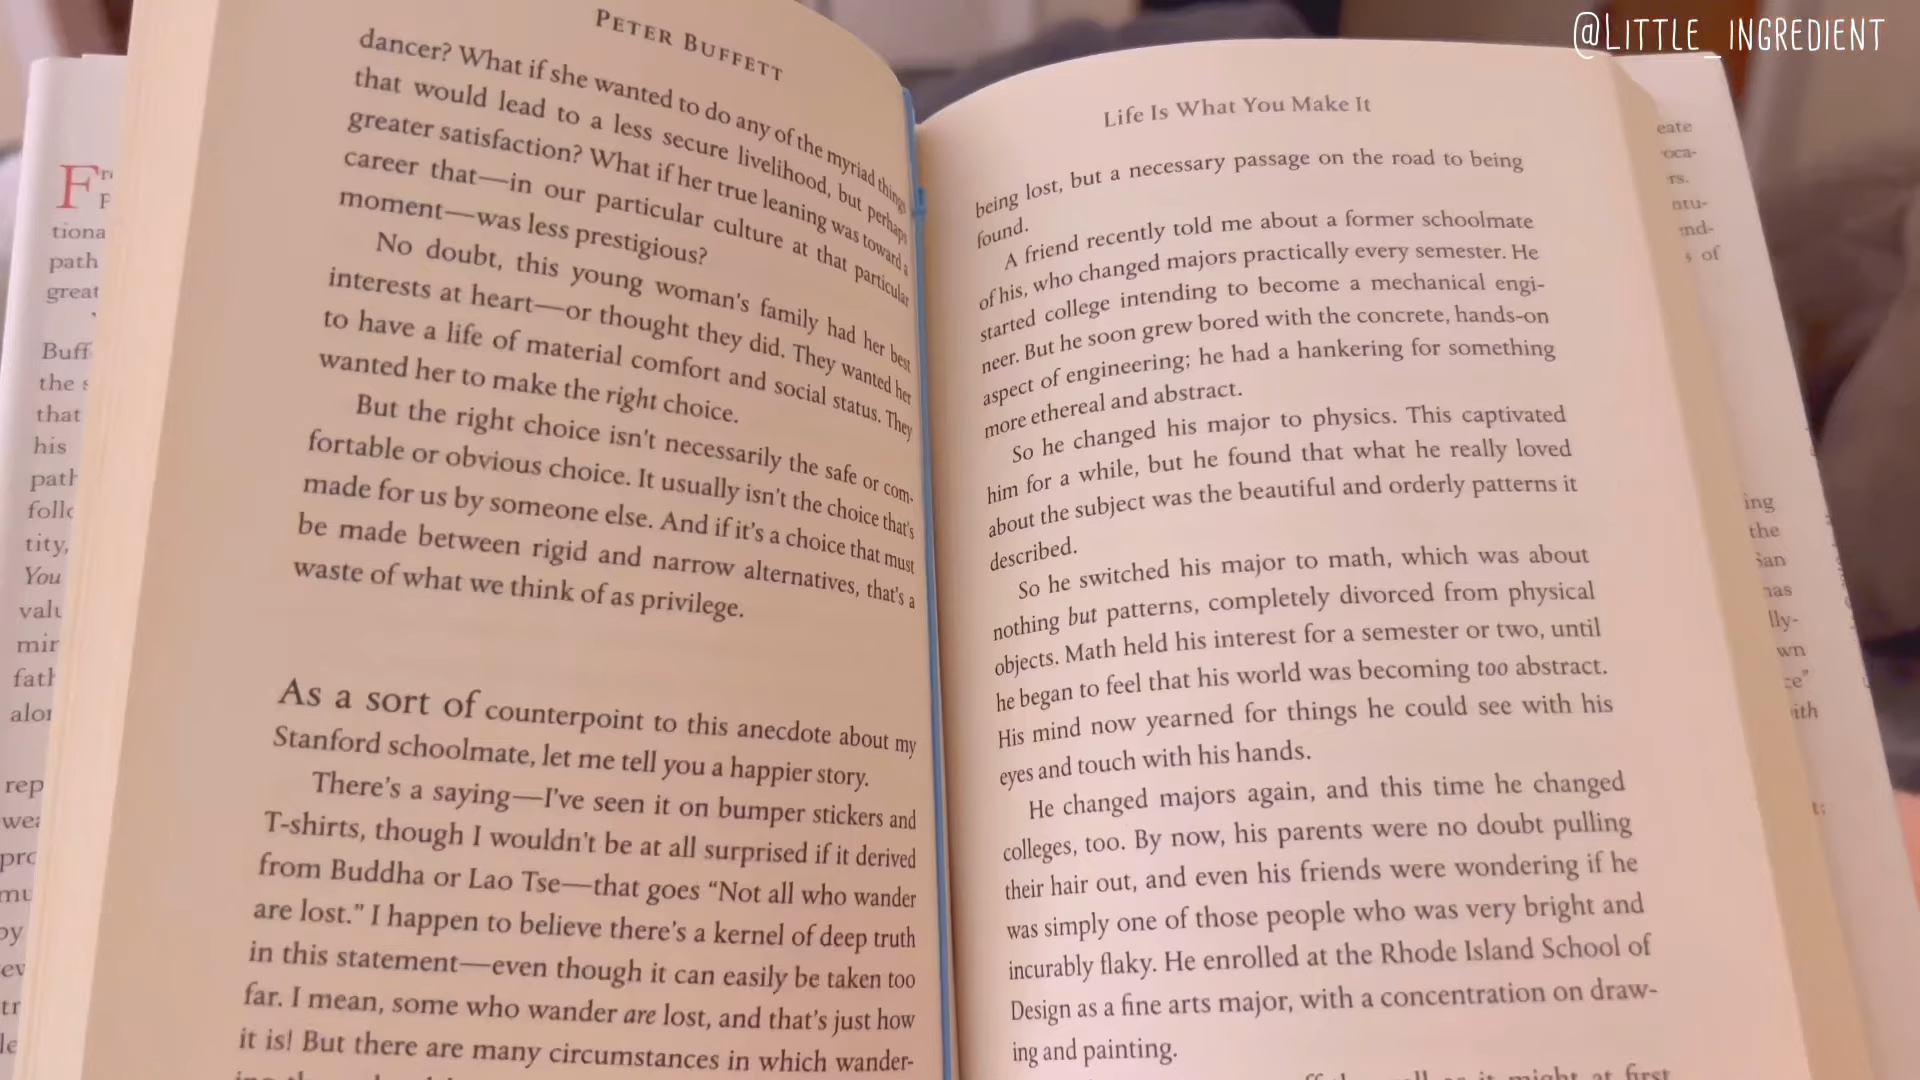 @LITTLE_INGREDIENT
PETER BUFFETT
dancer? What if she wanted to do any of the myriad things
that would lead to a less secure livelihood, but perhaps
greater satisfaction? What if her true leaning was toward a
career that—in our particular culture at that particular
moment—was less prestigious?
No doubt, this young woman's family had her best
interests at heart—or thought they did. They wanted her
to have a life of material comfort and social status. They
wanted her to make the right choice.
But the right choice isn't necessarily the safe or com-
fortable or obvious choice. It usually isn't the choice that's
made for us by someone else. And if it's a choice that must
be made between rigid and narrow alternatives, that's a
waste of what we think of as privilege.
As a sort of counterpoint to this anecdote about my
Stanford schoolmate, let me tell you a happier story.
There's a saying—I've seen it on bumper stickers and
T-shirts, though I wouldn't be at all surprised if it derived
from Buddha or Lao Tse—that goes “Not all who wander
are lost.” I happen to believe there's a kernel of deep truth
in this statement—even though it can easily be taken too
far. I mean, some who wander are lost, and that's just how
it is! But there are many circumstances in which wander-
Life Is What You Make It
being lost, but a necessary passage on the road to being
found.
A friend recently told me about a former schoolmate
of his, who changed majors practically every semester. He
started college intending to become a mechanical engi-
neer. But he soon grew bored with the concrete, hands-on
aspect of engineering; he had a hankering for something
more ethereal and abstract.
So he changed his major to physics. This captivated
him for a while, but he found that what he really loved
about the subject was the beautiful and orderly patterns it
described.
So he switched his major to math, which was about
nothing but patterns, completely divorced from physical
objects. Math held his interest for a semester or two, until
he began to feel that his world was becoming too abstract.
His mind now yearned for things he could see with his
eyes and touch with his hands.
He changed majors again, and this time he changed
colleges, too. By now, his parents were no doubt pulling
their hair out, and even his friends were wondering if he
was simply one of those people who was very bright and
incurably flaky. He enrolled at the Rhode Island School of
Design as a fine arts major, with a concentration on draw-
ing and painting.
it might at first